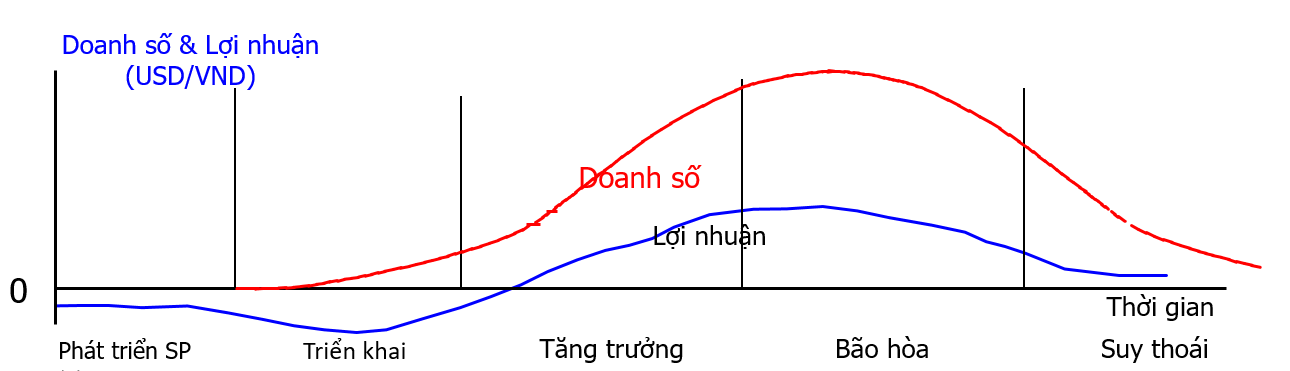 Doanh số & Lợi nhuận
(USD/VND)
Doanh số
Lợi nhuận
0
Thời gian
Phát triển SP
Triển khai
Tăng trưởng
Bão hòa
Suy thoái